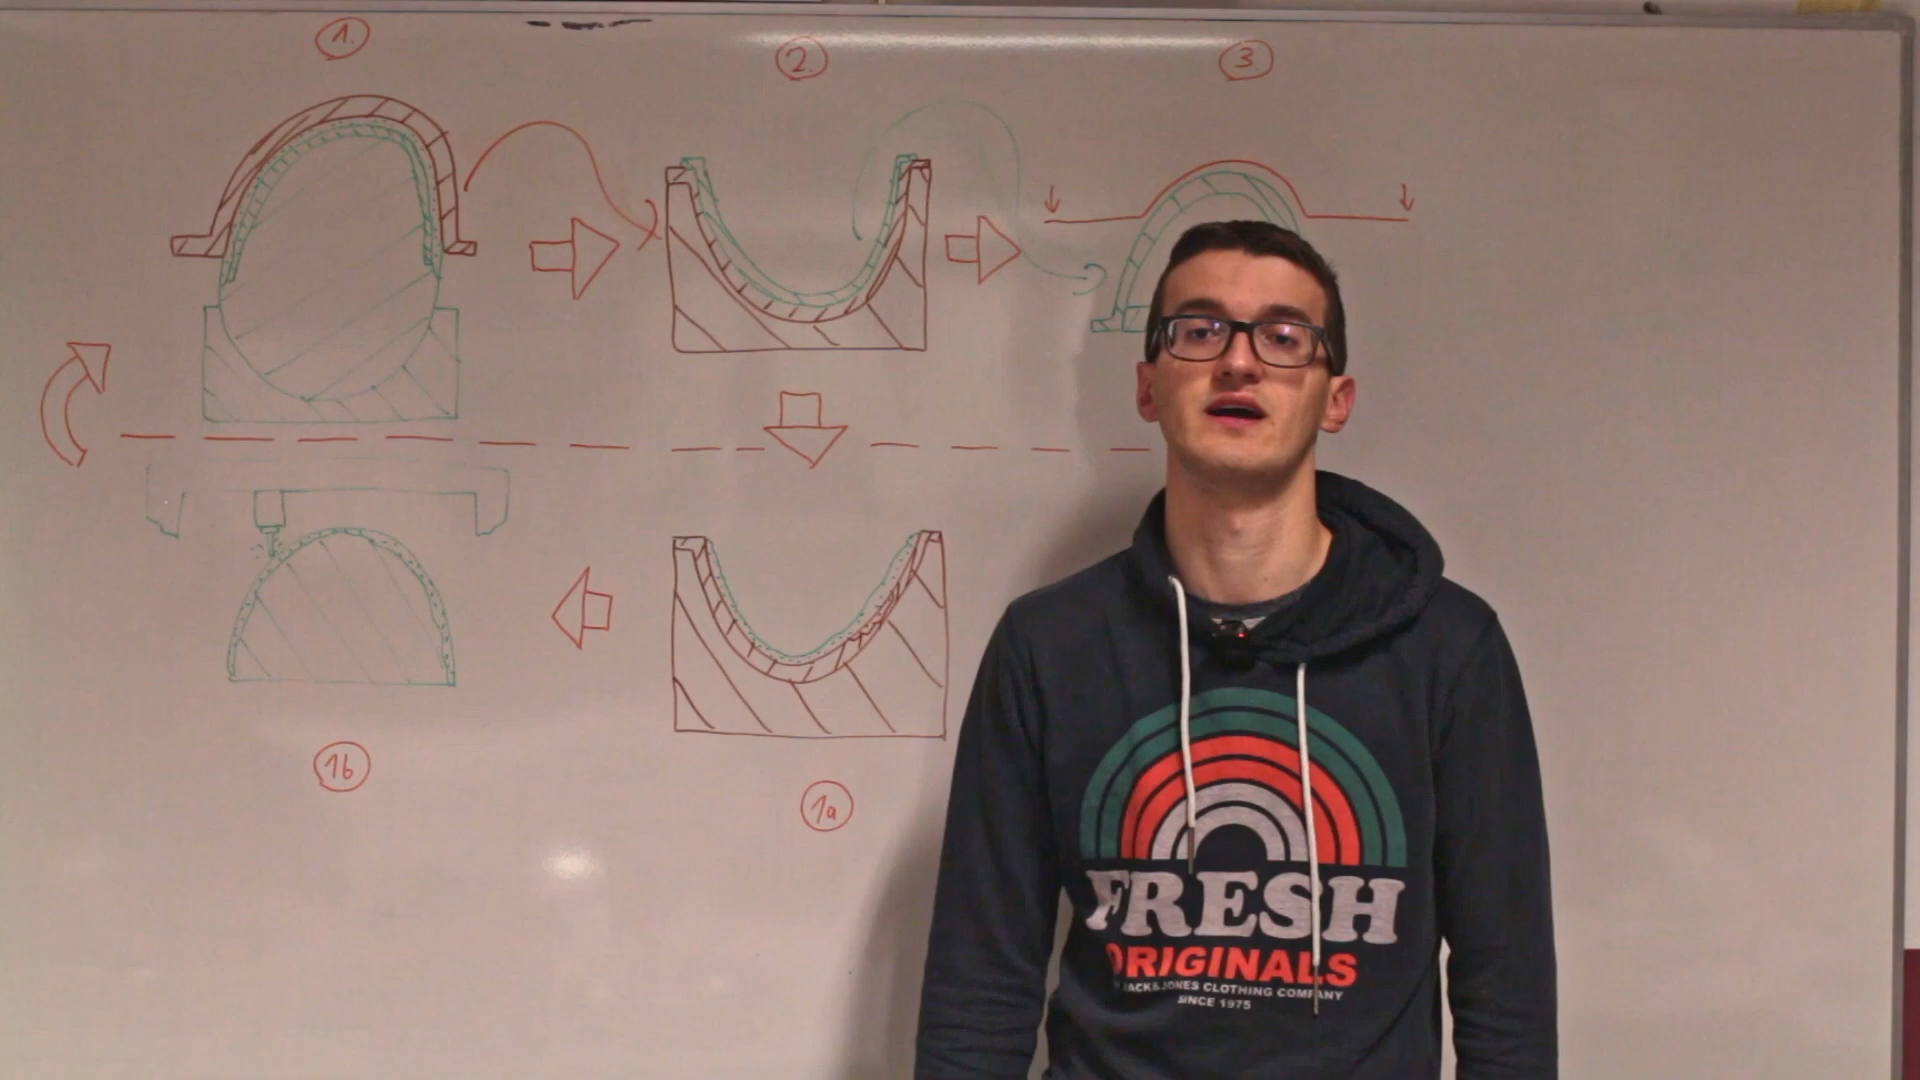 1.
2.
3.
1b
1a
FRESH
ORIGINALS
JACK & JONES CLOTHING COMPANY
SINCE 1975